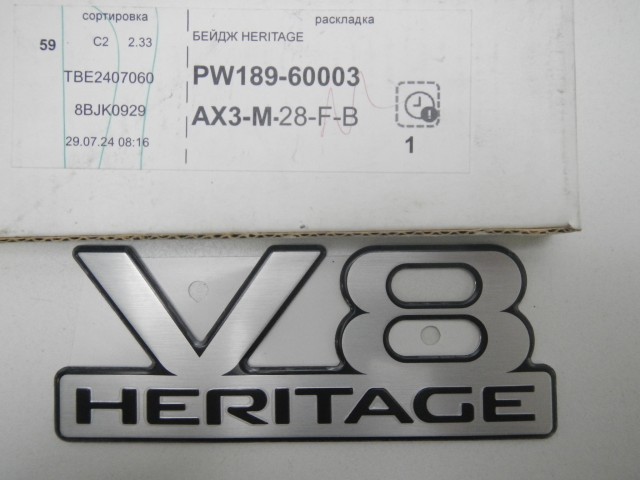 сортировка
раскладка
59
C2 2.33
БЕЙДЖ HERITAGE
TBE2407060
PW189-60003
8BJK0929
AX3-M-28-F-B
29.07.24 08:16
1
V8
HERITAGE